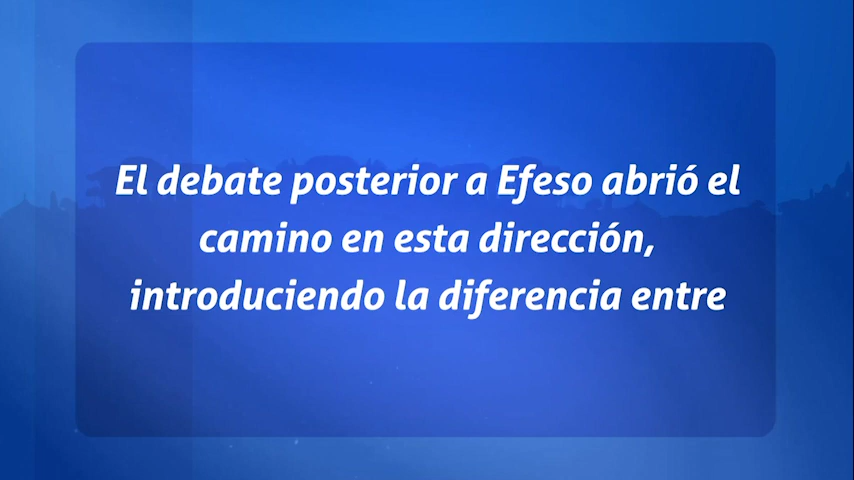 El debate posterior a Efeso abrió el
camino en esta dirección,
introduciendo la diferencia entre